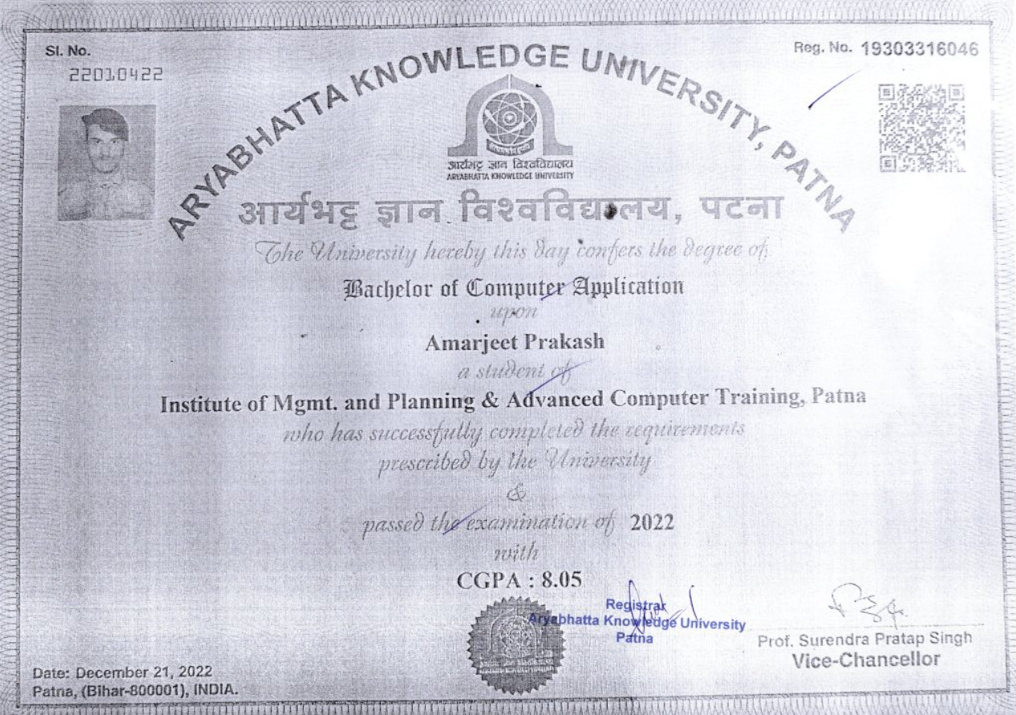 Sl. No.
22010422
Reg. No. 19303316046
ARYABHATTA KNOWLEDGE UNIVERSITY, PATNA
आर्यभट्ट ज्ञान विश्वविद्यालय
ARYABHATTA KNOWLEDGE UNIVERSITY
आर्यभट्ट ज्ञान विश्वविद्यालय, पटना
The University hereby this day confers the degree of
Bachelor of Computer Application
upon
Amarjeet Prakash
a student of
Institute of Mgmt. and Planning & Advanced Computer Training, Patna
who has successfully completed the requirements
prescribed by the University
&
passed the examination of 2022
with
CGPA : 8.05
Registrar
Aryabhatta Knowledge University
Patna
Prof. Surendra Pratap Singh
Vice-Chancellor
Date: December 21, 2022
Patna, (Bihar-800001), INDIA.